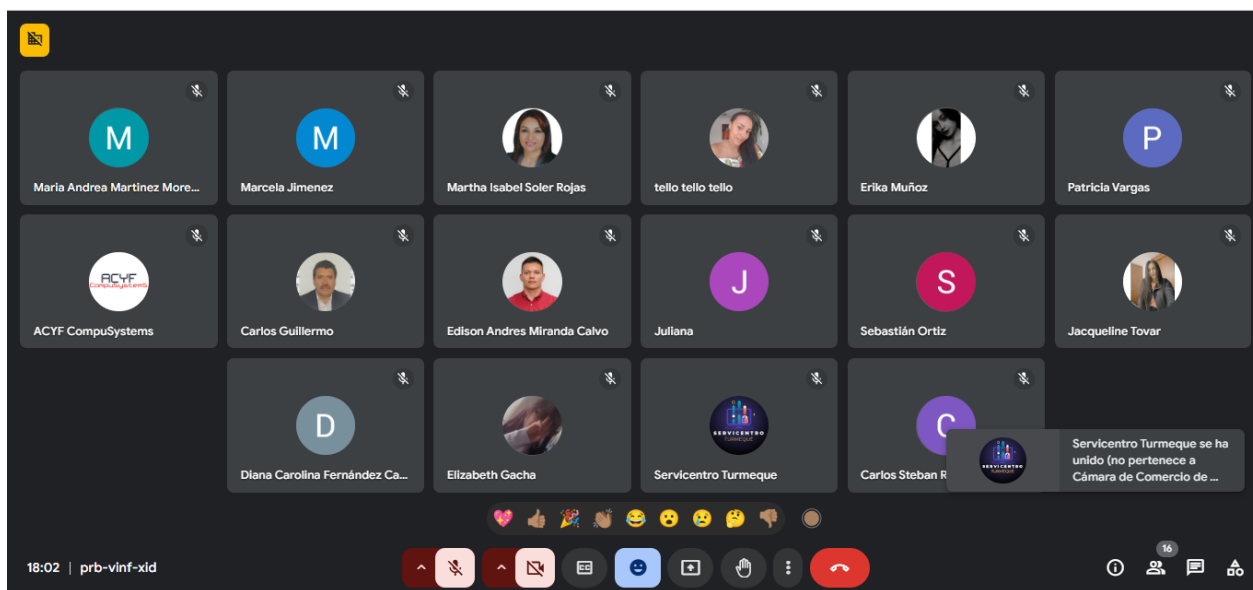 M
Maria Andrea Martinez More...
M
Marcela Jimenez
Martha Isabel Soler Rojas
tello tello tello
Erika Muñoz
P
Patricia Vargas
ACYF
CompuSystemS
ACYF CompuSystems
Carlos Guillermo
Edison Andres Miranda Calvo
J
Juliana
S
Sebastián Ortiz
Jacqueline Tovar
D
Diana Carolina Fernández Ca...
Elizabeth Gacha
SERVICENTRO
TURMEQUE
Servicentro Turmeque
C
Carlos Steban R
SERVICENTRO
TURMEQUE
Servicentro Turmeque se ha
unido (no pertenece a
Cámara de Comercio de ...
18:02 | prb-vinf-xid
CC
16